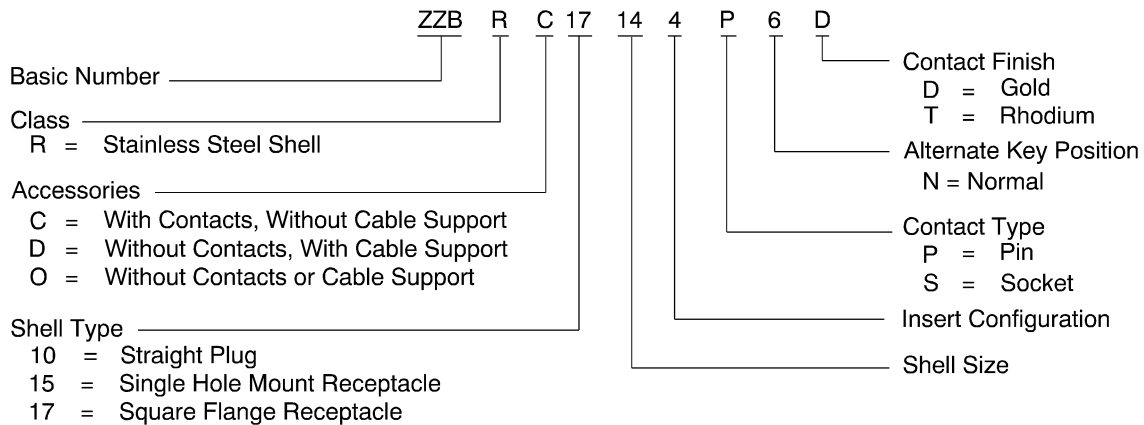 ZZB R C 17 14 4 P 6 D
Basic Number
Class
R = Stainless Steel Shell
Accessories
C = With Contacts, Without Cable Support
D = Without Contacts, With Cable Support
O = Without Contacts or Cable Support
Shell Type
10 = Straight Plug
15 = Single Hole Mount Receptacle
17 = Square Flange Receptacle
Contact Finish
D = Gold
T = Rhodium
Alternate Key Position
N = Normal
Contact Type
P = Pin
S = Socket
Insert Configuration
Shell Size